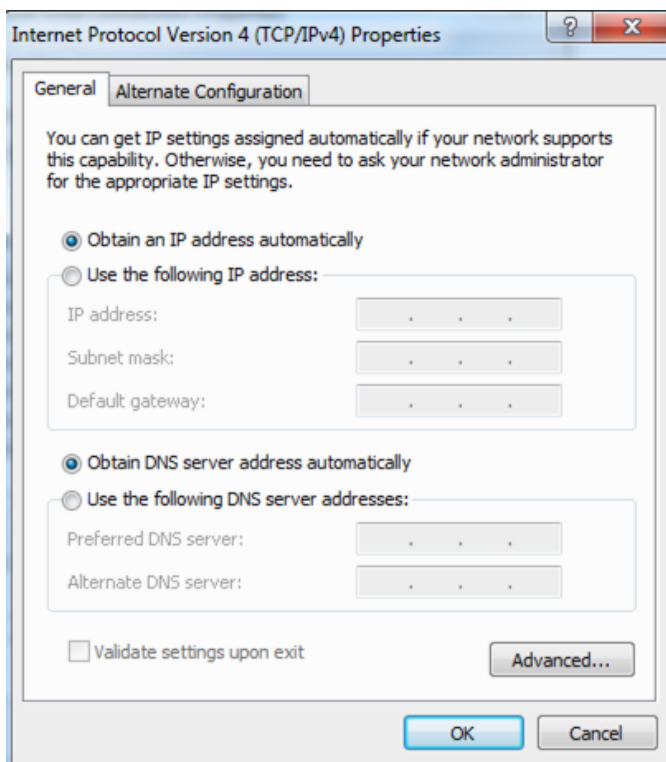 Internet Protocol Version 4 (TCP/IPv4) Properties
General
Alternate Configuration
You can get IP settings assigned automatically if your network supports
this capability. Otherwise, you need to ask your network administrator
for the appropriate IP settings.
Obtain an IP address automatically
Use the following IP address:
IP address:
Subnet mask:
Default gateway:
Obtain DNS server address automatically
Use the following DNS server addresses:
Preferred DNS server:
Alternate DNS server:
Validate settings upon exit
Advanced...
OK
Cancel